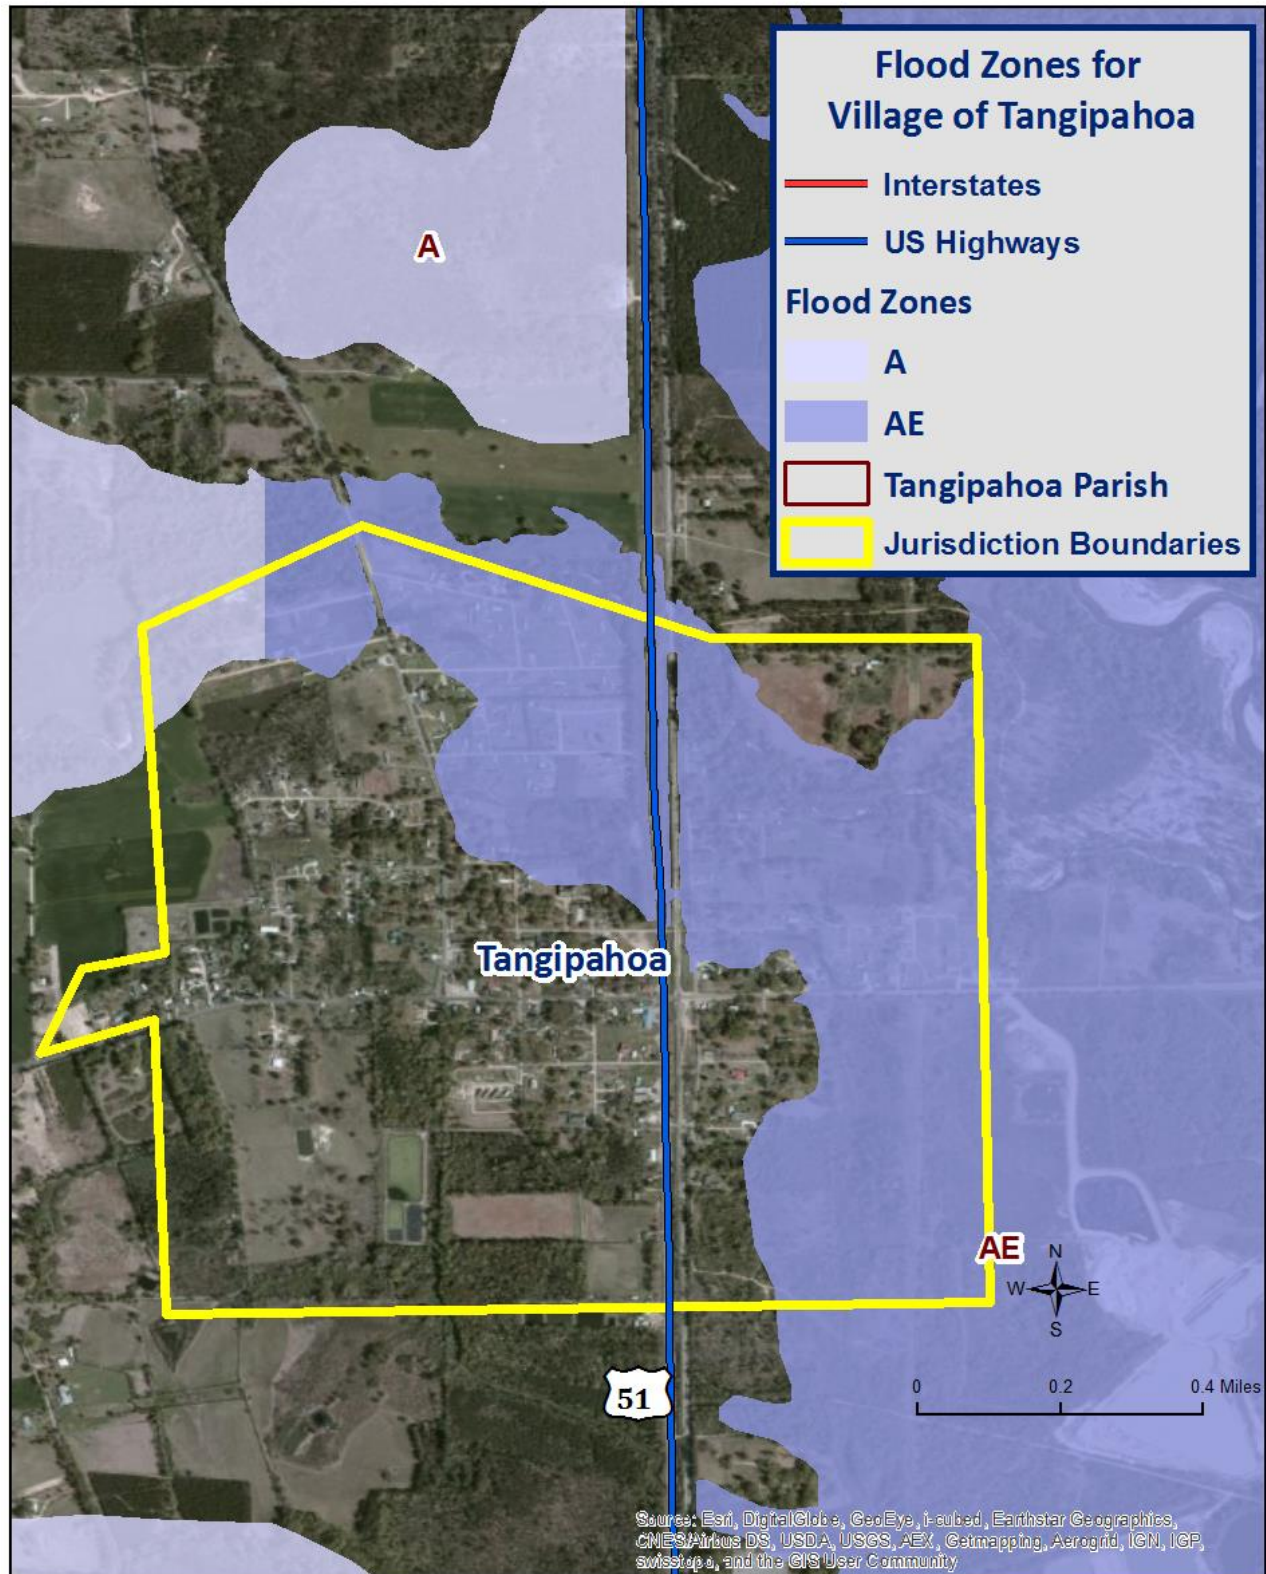 Flood Zones for
Village of Tangipahoa
Interstates
US Highways
Flood Zones
A
AE
Tangipahoa Parish
Jurisdiction Boundaries
A
Tangipahoa
AE
N
W E
S
51
0 0.2 0.4 Miles
Source: Esri, DigitalGlobe, GeoEye, i-cubed, Earthstar Geographics,
CNES/Airbus DS, USDA, USGS, AEX, Getmapping, Aerogrid, IGN, IGP,
swisstopo, and the GIS User Community